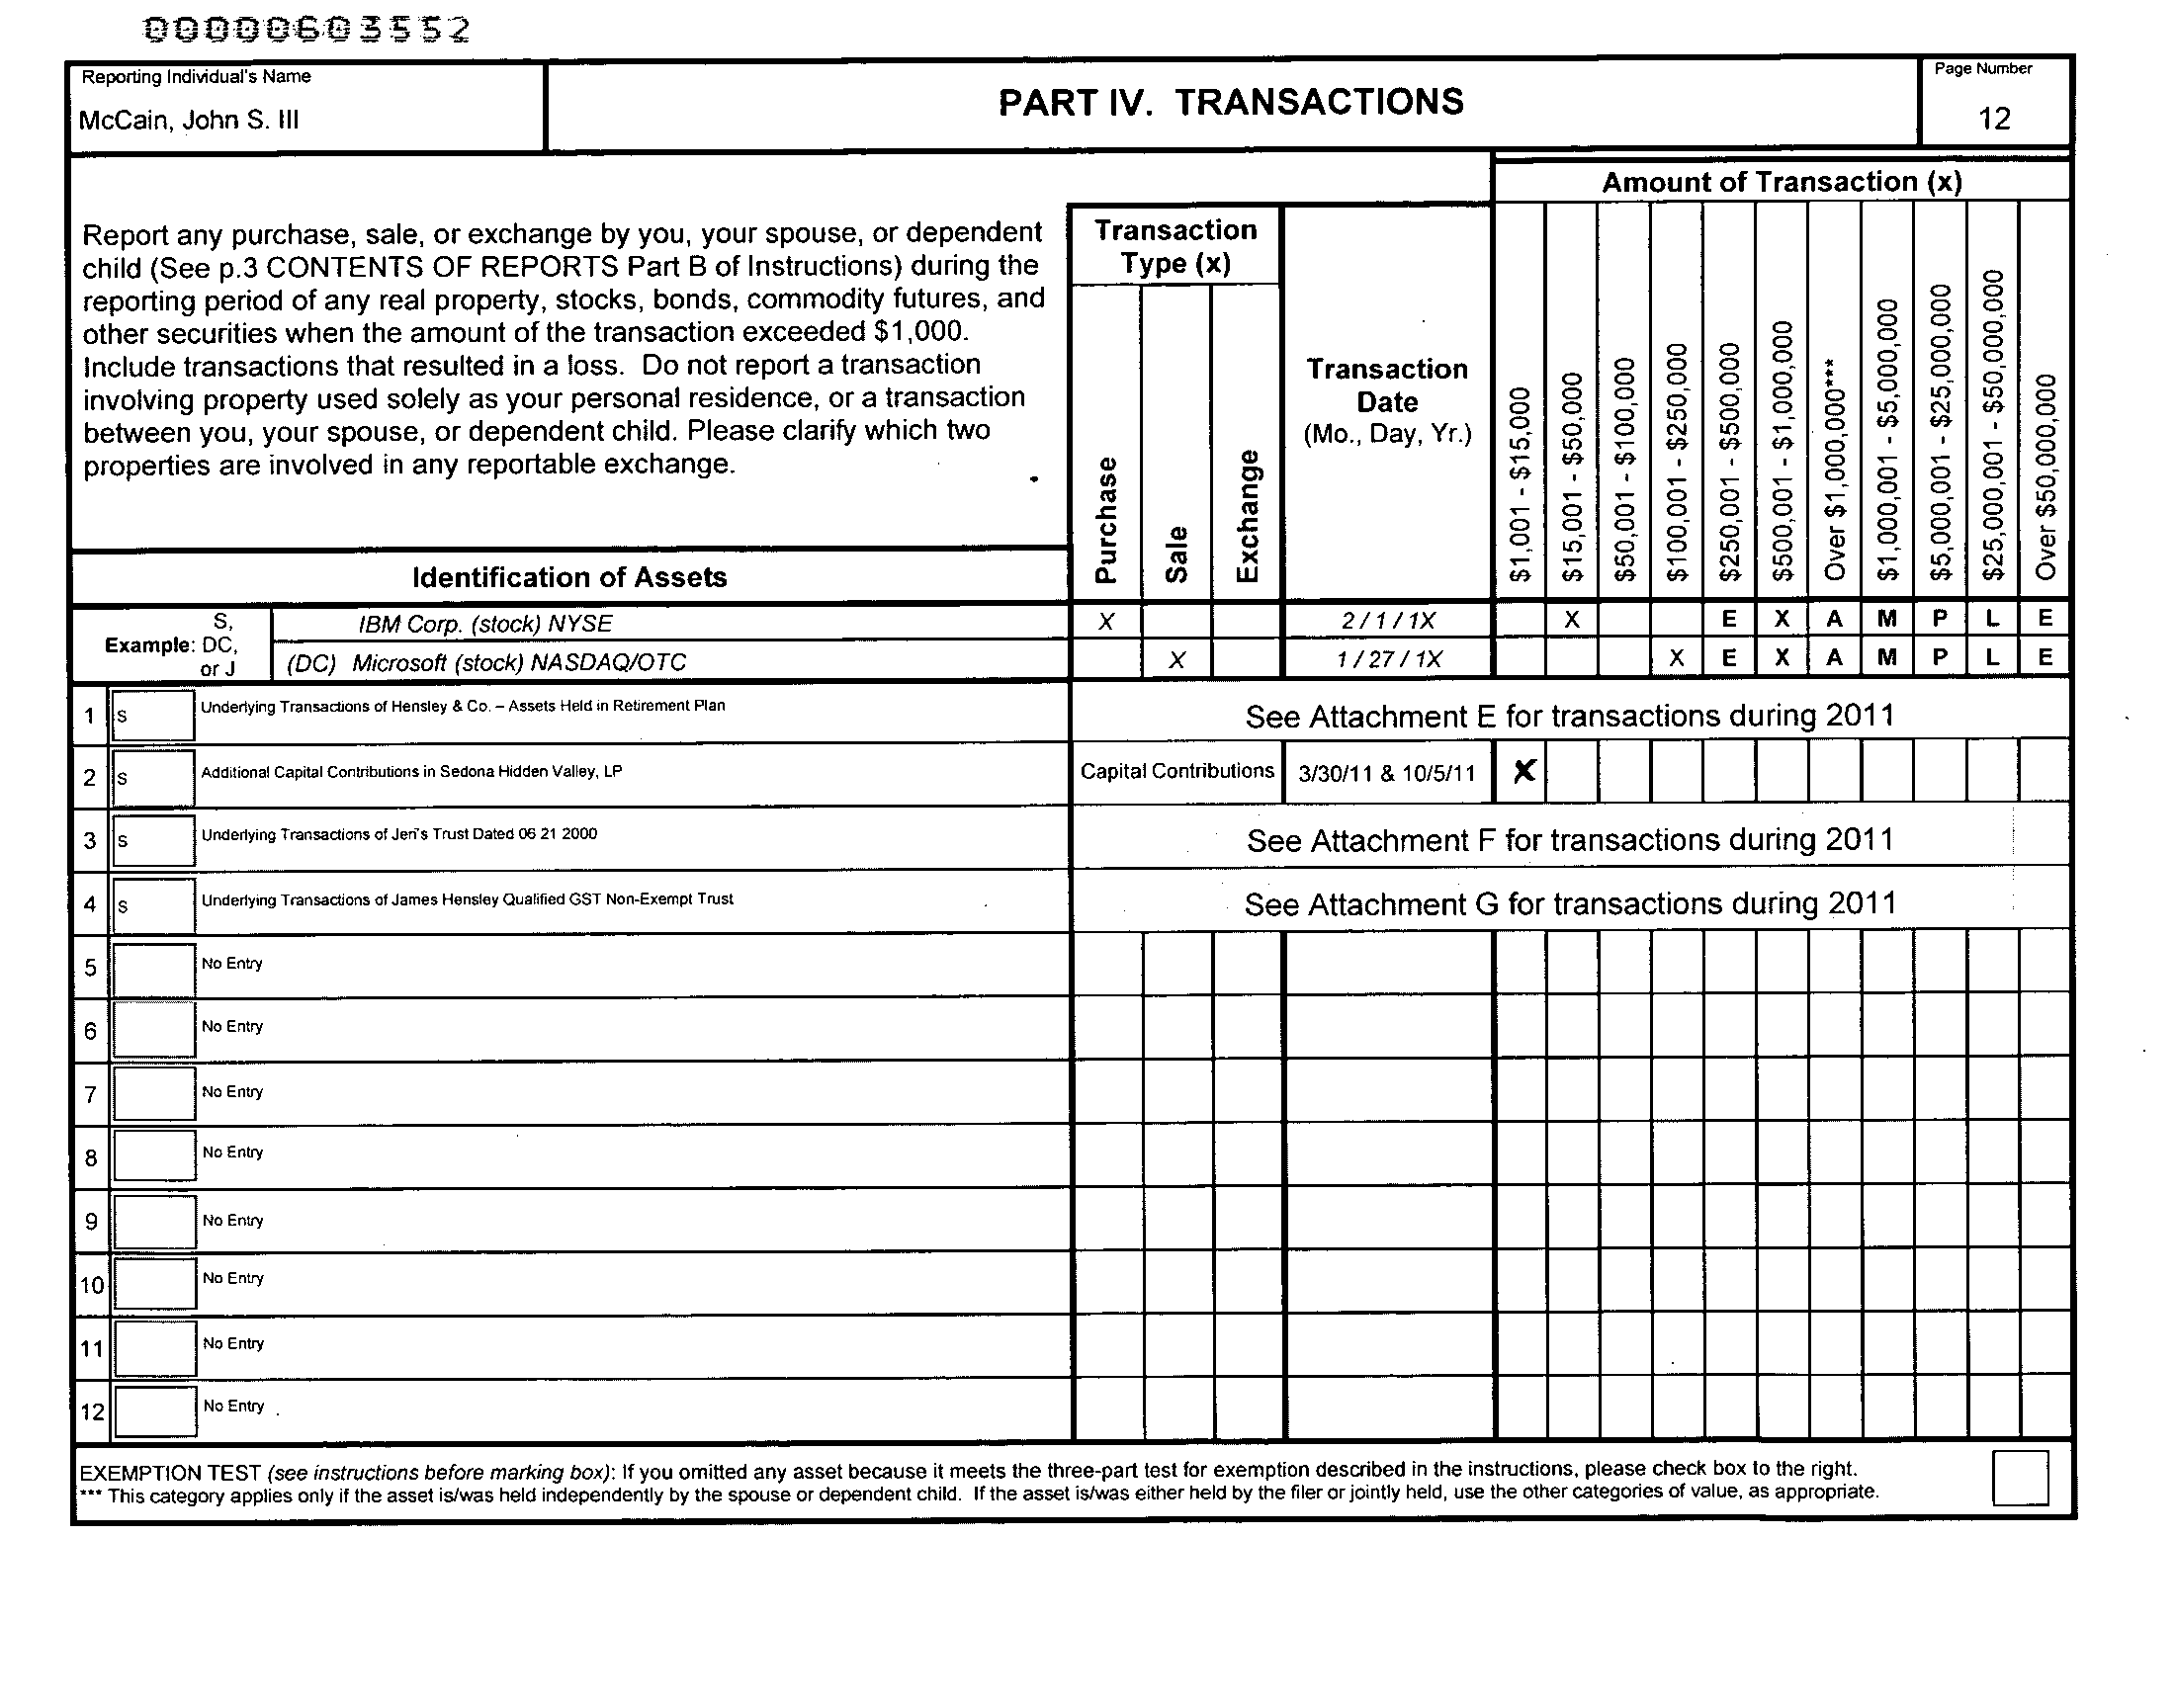 00000603552
Reporting Individual's Name
McCain, John S. III
PART IV. TRANSACTIONS
Page Number
12
Amount of Transaction (x)
Report any purchase, sale, or exchange by you, your spouse, or dependent
child (See p.3 CONTENTS OF REPORTS Part B of Instructions) during the
reporting period of any real property, stocks, bonds, commodity futures, and
other securities when the amount of the transaction exceeded $1,000.
Include transactions that resulted in a loss. Do not report a transaction
involving property used solely as your personal residence, or a transaction
between you, your spouse, or dependent child. Please clarify which two
properties are involved in any reportable exchange.
Transaction
Type (x)
Purchase
Sale
Exchange
Transaction
Date
(Mo., Day, Yr.)
$1,001 - $15,000
$15,001 - $50,000
$50,001 - $100,000
$100,001 - $250,000
$250,001 - $500,000
$500,001 - $1,000,000
Over $1,000,000***
$1,000,001 - $5,000,000
$5,000,001 - $25,000,000
$25,000,001 - $50,000,000
Over $50,000,000
Identification of Assets
Example: S, DC, or J
IBM Corp. (stock) NYSE X 2 / 1 / 1X X E X A M P L E
(DC) Microsoft (stock) NASDAQ/OTC X 1 / 27 / 1X X E X A M P L E
1 S Underlying Transactions of Hensley & Co. – Assets Held in Retirement Plan See Attachment E for transactions during 2011
2 S Additional Capital Contributions in Sedona Hidden Valley, LP Capital Contributions 3/30/11 & 10/5/11 X
3 S Underlying Transactions of Jeri's Trust Dated 06 21 2000 See Attachment F for transactions during 2011
4 S Underlying Transactions of James Hensley Qualified GST Non-Exempt Trust See Attachment G for transactions during 2011
5 No Entry
6 No Entry
7 No Entry
8 No Entry
9 No Entry
10 No Entry
11 No Entry
12 No Entry
EXEMPTION TEST (see instructions before marking box): If you omitted any asset because it meets the three-part test for exemption described in the instructions, please check box to the right.
*** This category applies only if the asset is/was held independently by the spouse or dependent child. If the asset is/was either held by the filer or jointly held, use the other categories of value, as appropriate.